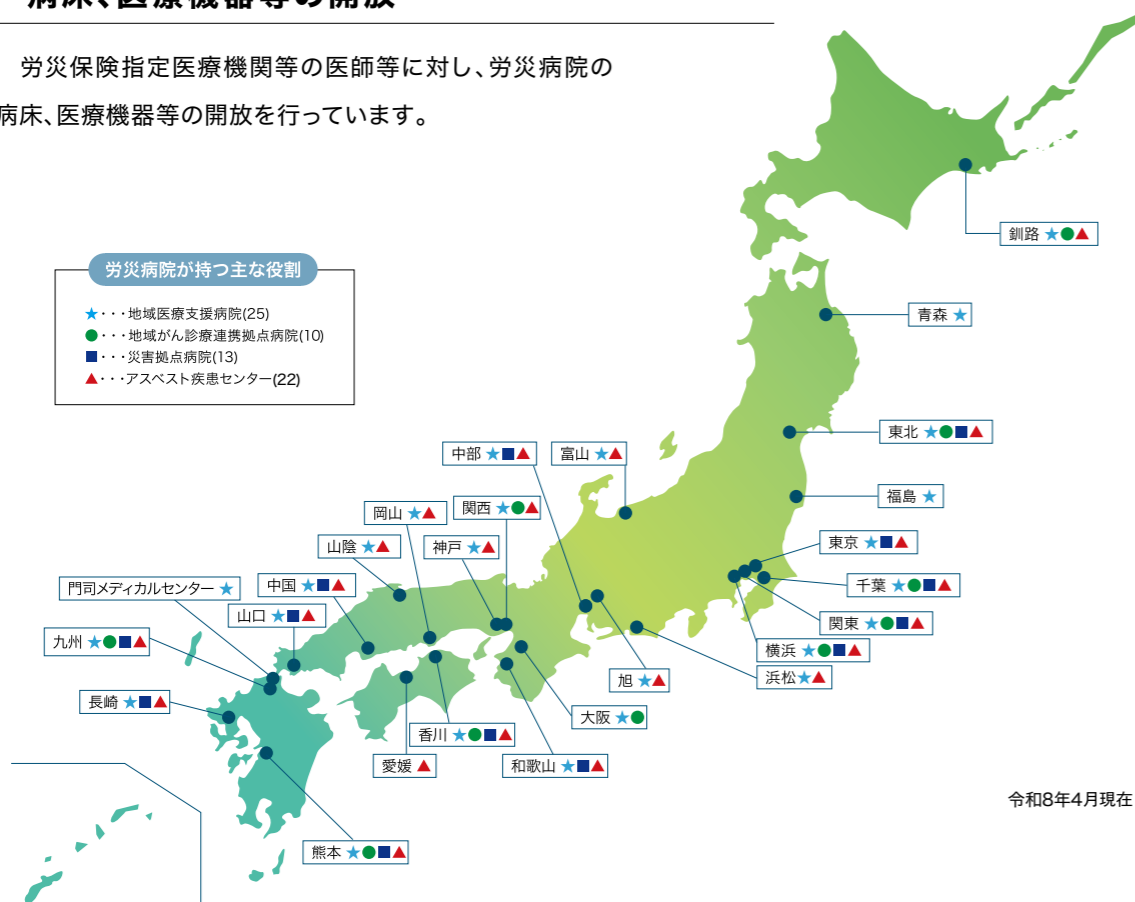 病床、医療機器等の開放
労災保険指定医療機関等の医師等に対し、労災病院の
病床、医療機器等の開放を行っています。
労災病院が持つ主な役割
★・・・地域医療支援病院(25)
●・・・地域がん診療連携拠点病院(10)
■・・・災害拠点病院(13)
▲・・・アスベスト疾患センター(22)
釧路 ★●▲
青森 ★
東北 ★●■▲
福島 ★
東京 ★■▲
千葉 ★●■▲
関東 ★●■▲
横浜 ★●■▲
浜松★▲
富山 ★▲
中部 ★■▲
旭 ★▲
関西 ★●▲
神戸 ★▲
大阪 ★●
和歌山 ★■▲
岡山 ★▲
山陰 ★▲
中国 ★■▲
山口 ★■▲
香川 ★●■▲
愛媛 ▲
門司メディカルセンター ★
九州 ★●■▲
長崎 ★■▲
熊本 ★●■▲
令和8年4月現在